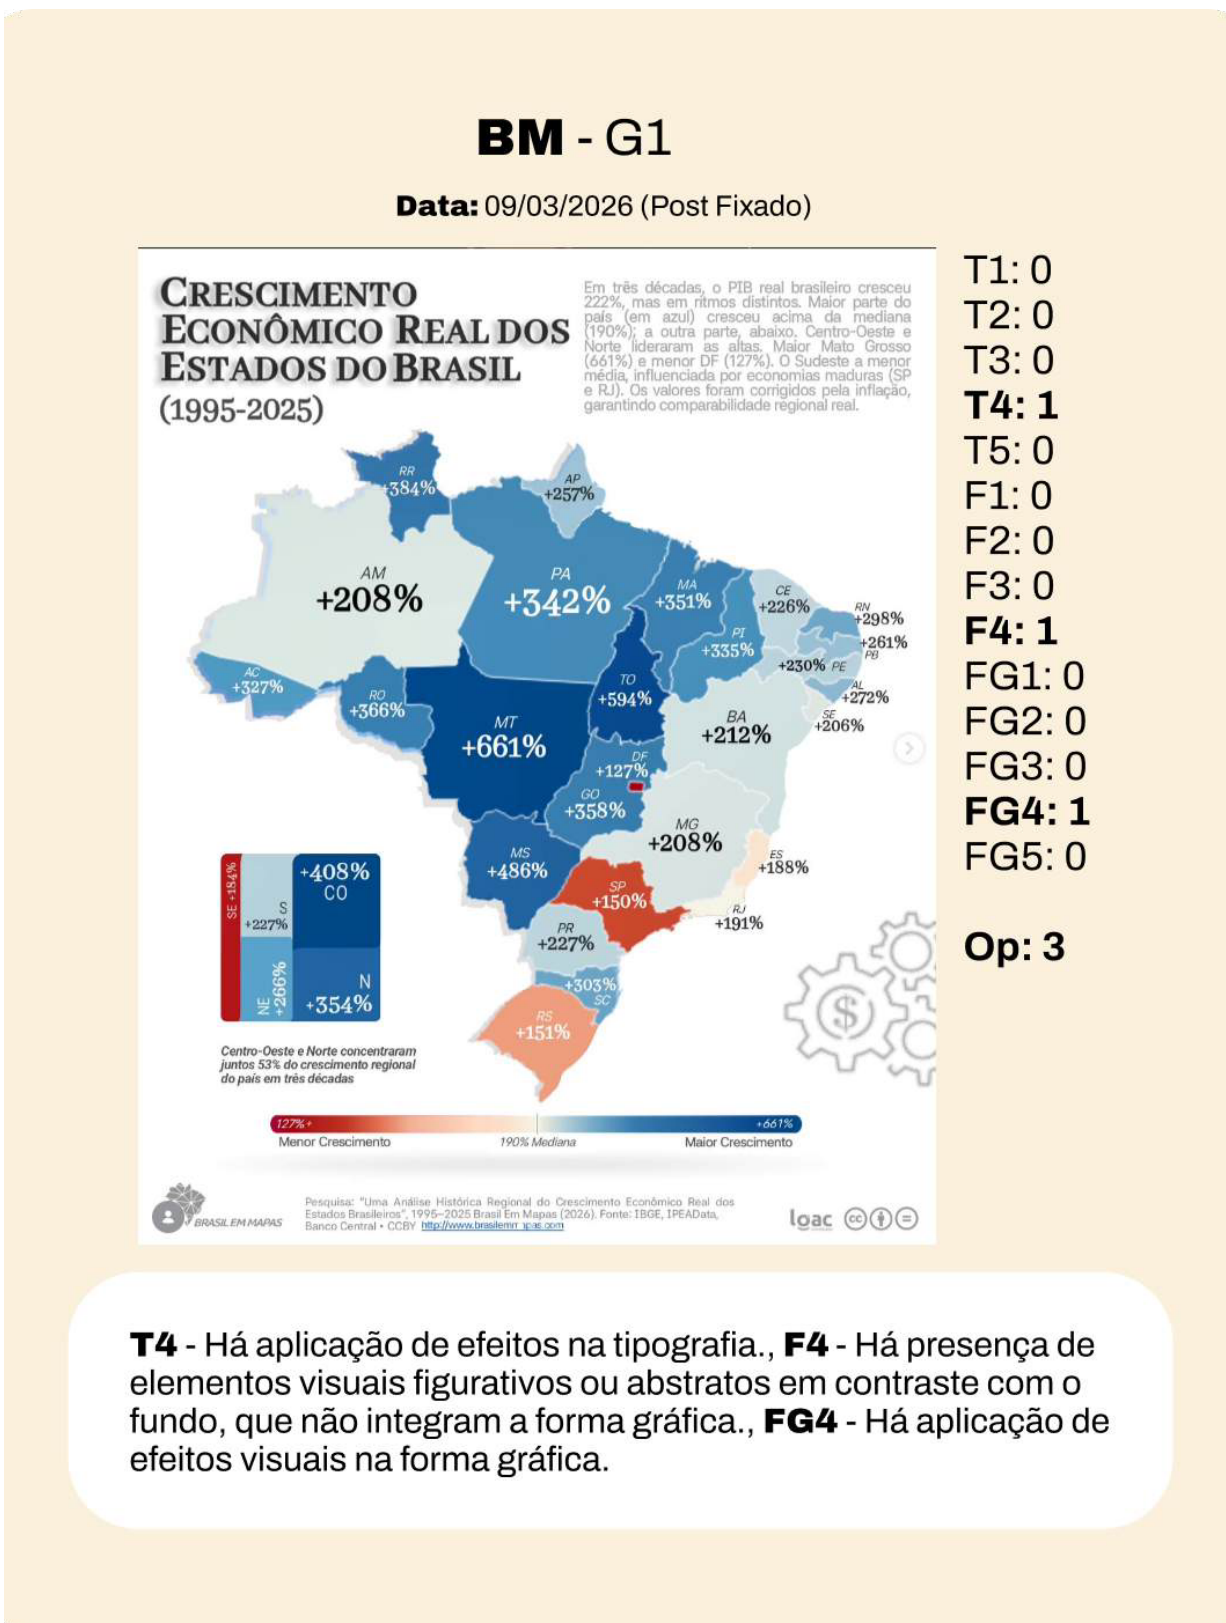 BM - G1
Data: 09/03/2026 (Post Fixado)
CRESCIMENTO
ECONÔMICO REAL DOS
ESTADOS DO BRASIL
(1995-2025)
Em três décadas, o PIB real brasileiro cresceu
222%, mas em ritmos distintos. Maior parte do
país (em azul) cresceu acima da mediana
(190%); a outra parte, abaixo. Centro-Oeste e
Norte lideraram as altas. Maior Mato Grosso
(661%) e menor DF (127%). O Sudeste a menor
média, influenciada por economias maduras (SP
e RJ). Os valores foram corrigidos pela inflação,
garantindo comparabilidade regional real.
RR
+384%
AP
+257%
AM
+208%
PA
+342%
MA
+351%
CE
+226%
RN
+298%
PI
+335%
+261%
PB
+230% PE
AC
+327%
RO
+366%
TO
+594%
AL
+272%
MT
+661%
BA
+212%
SE
+206%
DF
+127%
GO
+358%
MG
+208%
MS
+486%
ES
+188%
SP
+150%
RJ
+191%
PR
+227%
+303%
SC
RS
+151%
SE +184%
S
+227%
+408%
CO
NE
+266%
N
+354%
$
Centro-Oeste e Norte concentraram
juntos 53% do crescimento regional
do país em três décadas
127%+
+661%
Menor Crescimento
190% Mediana
Maior Crescimento
BRASIL EM MAPAS
Pesquisa: "Uma Análise Histórica Regional do Crescimento Econômico Real dos
Estados Brasileiros", 1995–2025 Brasil Em Mapas (2026). Fonte: IBGE, IPEAData,
Banco Central • CCBY
loac cc
T1: 0
T2: 0
T3: 0
T4: 1
T5: 0
F1: 0
F2: 0
F3: 0
F4: 1
FG1: 0
FG2: 0
FG3: 0
FG4: 1
FG5: 0
Op: 3
T4 - Há aplicação de efeitos na tipografia., F4 - Há presença de
elementos visuais figurativos ou abstratos em contraste com o
fundo, que não integram a forma gráfica., FG4 - Há aplicação de
efeitos visuais na forma gráfica.